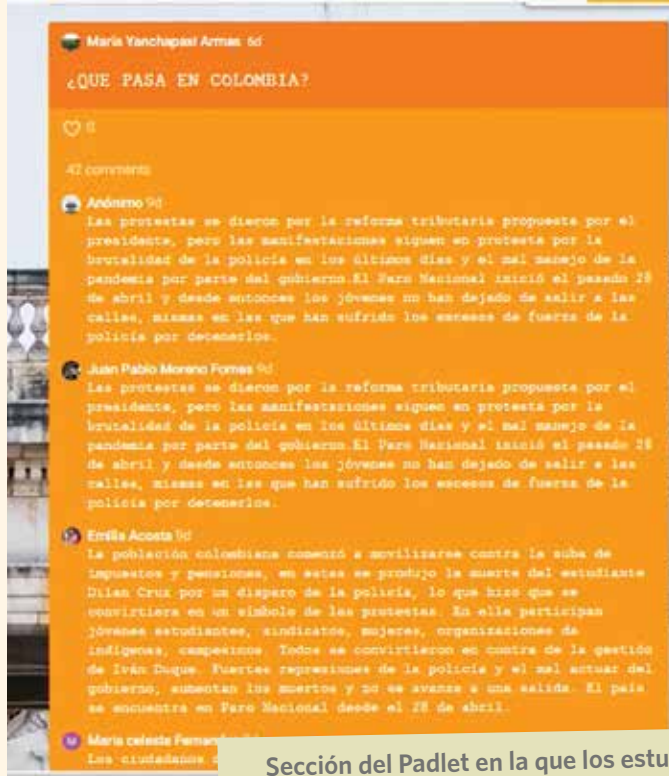 María Yanchapaxi Armas 6d
¿QUE PASA EN COLOMBIA?
0
42 comments
Anónimo 9d
Las protestas se dieron por la reforma tributaria propuesta por el
presidente, pero las manifestaciones siguen en protesta por la
brutalidad de la policía en los últimos días y el mal manejo de la
pandemia por parte del gobierno.El Paro Nacional inició el pasado 28
de abril y desde entonces los jóvenes no han dejado de salir a las
calles, mismas en las que han sufrido los excesos de fuerza de la
policía por detenerlos.
Juan Pablo Moreno Fornes 9d
Las protestas se dieron por la reforma tributaria propuesta por el
presidente, pero las manifestaciones siguen en protesta por la
brutalidad de la policía en los últimos días y el mal manejo de la
pandemia por parte del gobierno.El Paro Nacional inició el pasado 28
de abril y desde entonces los jóvenes no han dejado de salir a las
calles, mismas en las que han sufrido los excesos de fuerza de la
policía por detenerlos.
Emilia Acosta 9d
La población colombiana comenzó a movilizarse contra la suba de
impuestos y pensiones, en estas se produjo la muerte del estudiante
Dilan Cruz por un disparo de la policía, lo que hizo que se
convirtiera en un símbolo de las protestas. En ella participan
jóvenes estudiantes, sindicatos, mujeres, organizaciones de
indígenas, campesinos. Todos se convirtieron en contra de la gestión
de Iván Duque. Fuertes represiones de la policía y el mal actuar del
gobierno, aumentan los muertos y no se avanza a una salida. El país
se encuentra en Paro Nacional desde el 28 de abril.
M
Maria celeste
Los ciudadanos
Sección del Padlet en la que los estu